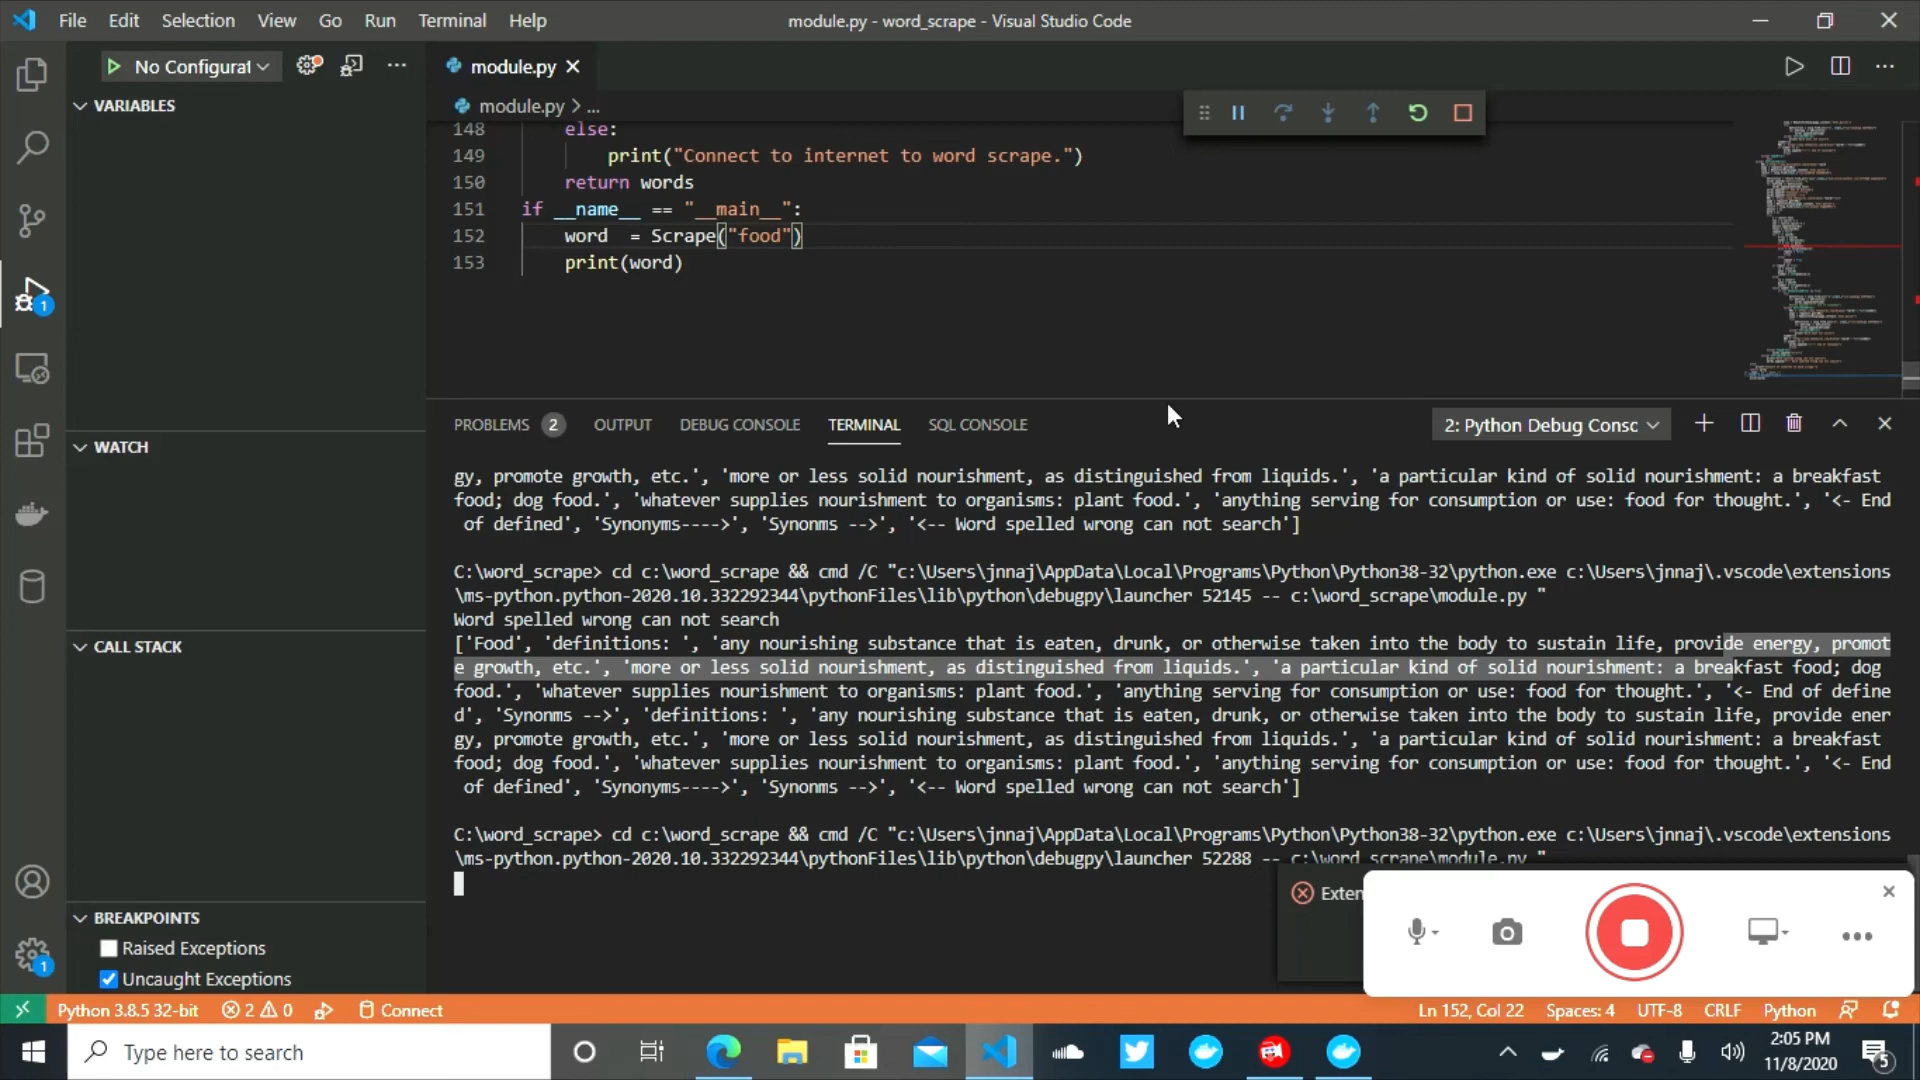 File Edit Selection View Go Run Terminal Help
module.py - word_scrape - Visual Studio Code
No Configurat
VARIABLES
WATCH
CALL STACK
BREAKPOINTS
Raised Exceptions
Uncaught Exceptions
module.py
module.py > ...
148 else:
149 print("Connect to internet to word scrape.")
150 return words
151 if __name__ == "__main__":
152 word  = Scrape("food")
153 print(word)
PROBLEMS 2 OUTPUT DEBUG CONSOLE TERMINAL SQL CONSOLE
2: Python Debug Consc
gy, promote growth, etc.', 'more or less solid nourishment, as distinguished from liquids.', 'a particular kind of solid nourishment: a breakfast
food; dog food.', 'whatever supplies nourishment to organisms: plant food.', 'anything serving for consumption or use: food for thought.', '<- End
of defined', 'Synonyms---->', 'Synonms -->', '<-- Word spelled wrong can not search']
C:\word_scrape> cd c:\word_scrape && cmd /C "c:\Users\jnnaj\AppData\Local\Programs\Python\Python38-32\python.exe c:\Users\jnnaj\.vscode\extensions
\ms-python.python-2020.10.332292344\pythonFiles\lib\python\debugpy\launcher 52145 -- c:\word_scrape\module.py "
Word spelled wrong can not search
['Food', 'definitions: ', 'any nourishing substance that is eaten, drunk, or otherwise taken into the body to sustain life, provide energy, promot
e growth, etc.', 'more or less solid nourishment, as distinguished from liquids.', 'a particular kind of solid nourishment: a breakfast food; dog
food.', 'whatever supplies nourishment to organisms: plant food.', 'anything serving for consumption or use: food for thought.', '<- End of define
d', 'Synonms -->', 'definitions: ', 'any nourishing substance that is eaten, drunk, or otherwise taken into the body to sustain life, provide ener
gy, promote growth, etc.', 'more or less solid nourishment, as distinguished from liquids.', 'a particular kind of solid nourishment: a breakfast
food; dog food.', 'whatever supplies nourishment to organisms: plant food.', 'anything serving for consumption or use: food for thought.', '<- End
of defined', 'Synonyms---->', 'Synonms -->', '<-- Word spelled wrong can not search']
C:\word_scrape> cd c:\word_scrape && cmd /C "c:\Users\jnnaj\AppData\Local\Programs\Python\Python38-32\python.exe c:\Users\jnnaj\.vscode\extensions
\ms-python.python-2020.10.332292344\pythonFiles\lib\python\debugpy\launcher 52288 -- c:\word_scrape\module.py "
Exten
1
1
Python 3.8.5 32-bit 2 0 Connect Ln 152, Col 22 Spaces: 4 UTF-8 CRLF Python
Type here to search
2:05 PM
11/8/2020
5